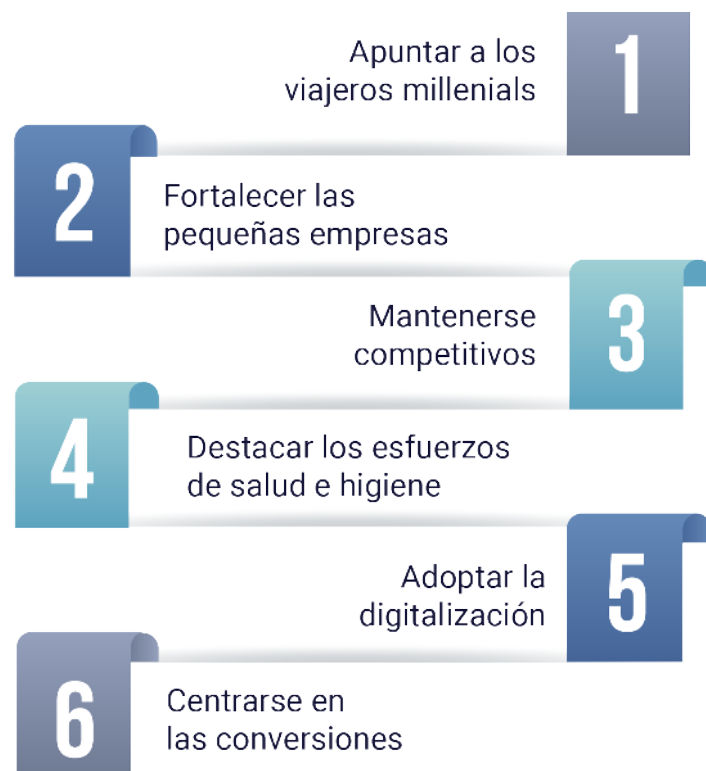 Apuntar a los
viajeros millenials
1
2
Fortalecer las
pequeñas empresas
Mantenerse
competitivos
3
4
Destacar los esfuerzos
de salud e higiene
Adoptar la
digitalización
5
6
Centrarse en
las conversiones